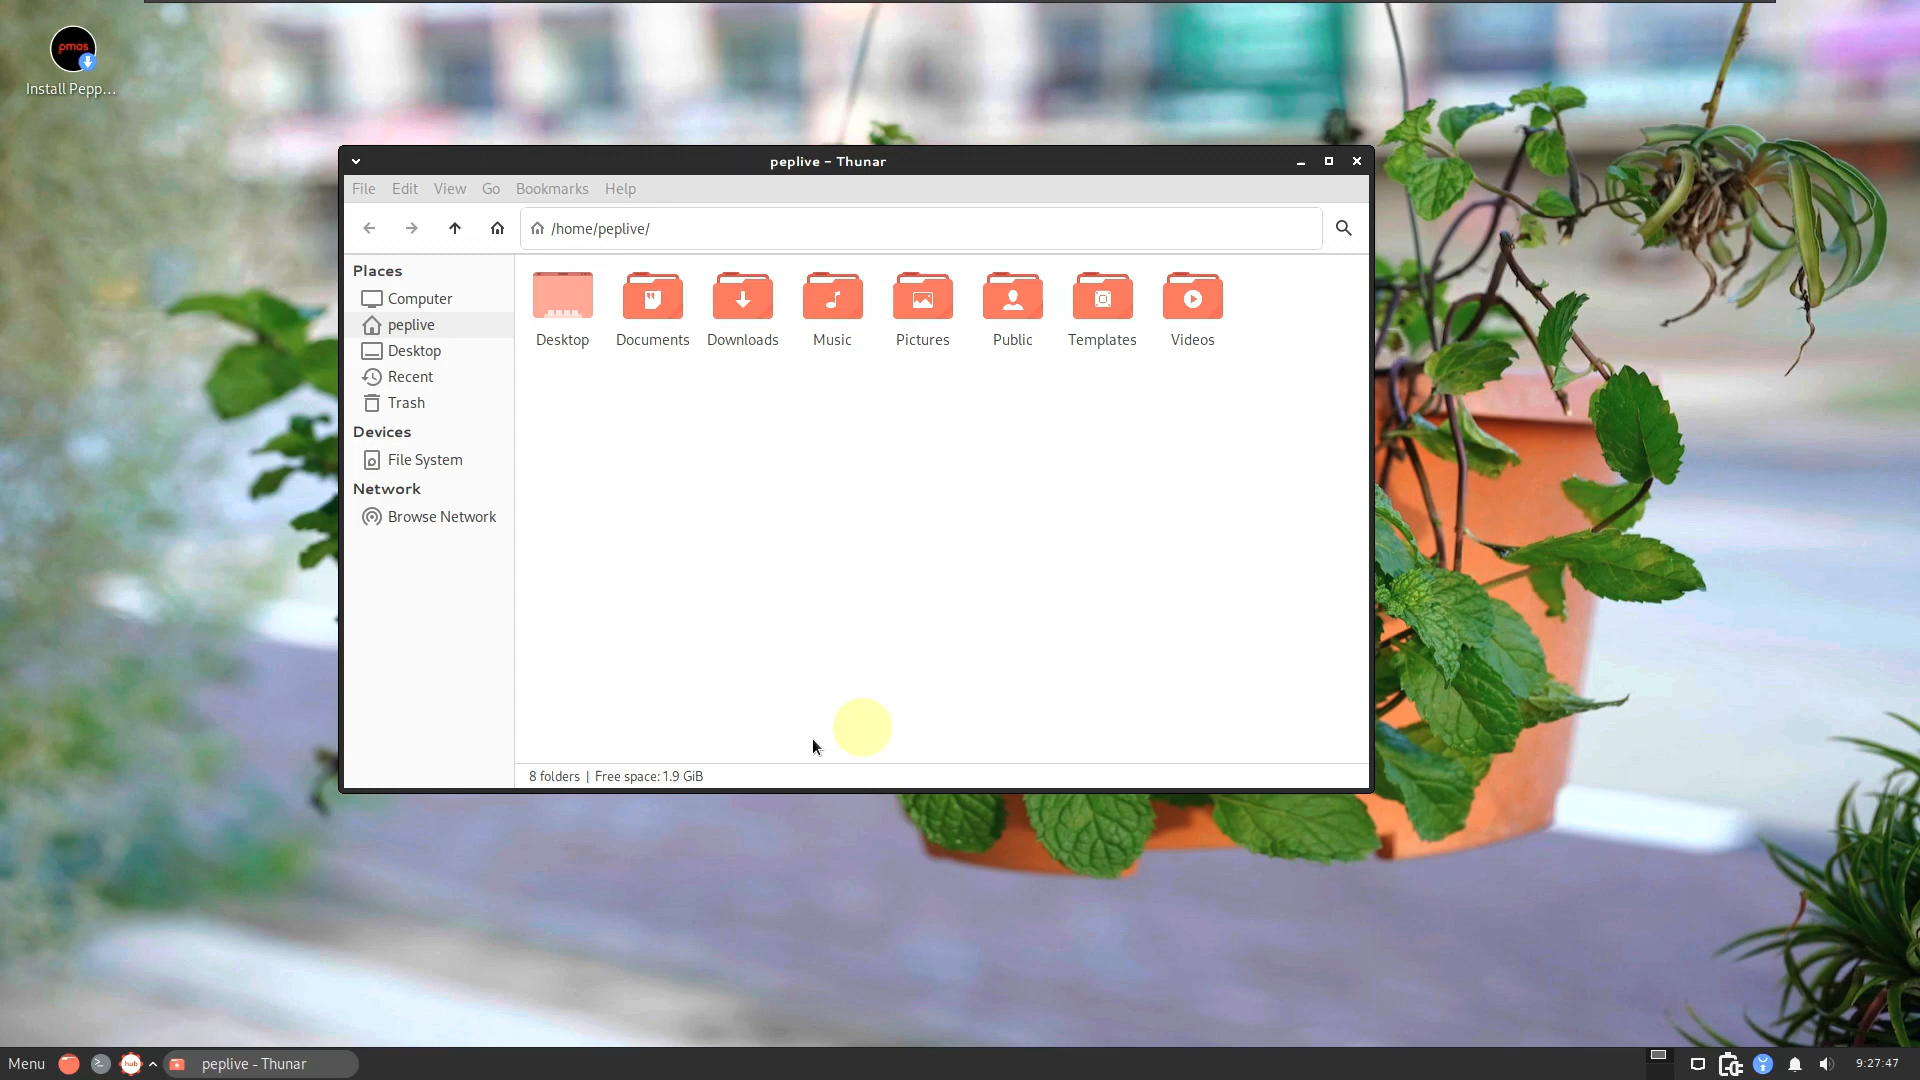 pmos
Install Pepp...
peplive - Thunar
File Edit View Go Bookmarks Help
/home/peplive/
Places
Computer
peplive
Desktop
Recent
Trash
Devices
File System
Network
Browse Network
Desktop Documents Downloads Music Pictures Public Templates Videos
8 folders | Free space: 1.9 GiB
Menu hub peplive - Thunar 9:27:47